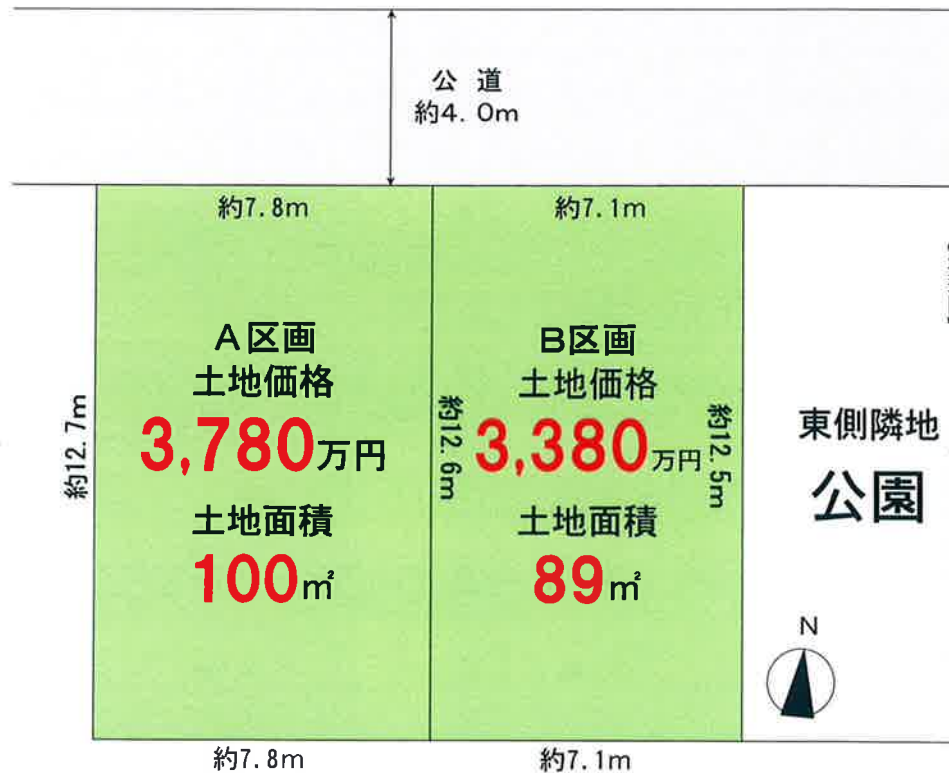 公道
約4.0m
約7.8m
約7.1m
A区画
土地価格
3,780万円
土地面積
100㎡
約12.7m
約12.6m
B区画
土地価格
3,380万円
土地面積
89㎡
約12.5m
東側隣地
公園
N
約7.8m
約7.1m